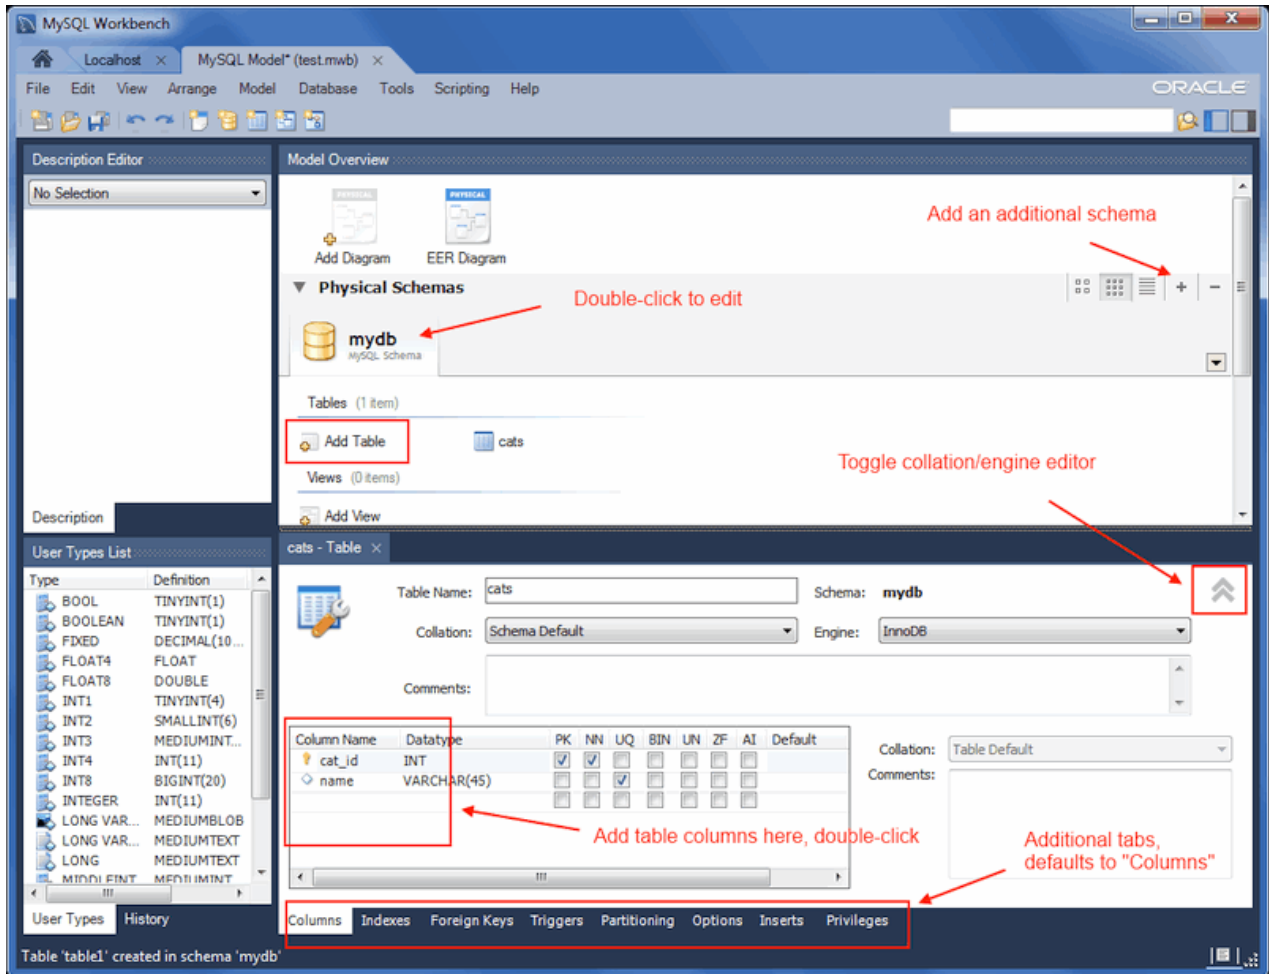 MySQL Workbench
Localhost
MySQL Model* (test.mwb)
File Edit View Arrange Model Database Tools Scripting Help
ORACLE
Description Editor
No Selection
Description
Model Overview
PHYSICAL
Add Diagram
PHYSICAL
EER Diagram
Add an additional schema
Physical Schemas
Double-click to edit
mydb
MySQL Schema
Tables (1 item)
Add Table
cats
Toggle collation/engine editor
Views (0 items)
Add View
User Types List
Type Definition
BOOL TINYINT(1)
BOOLEAN TINYINT(1)
FIXED DECIMAL(10...
FLOAT4 FLOAT
FLOAT8 DOUBLE
INT1 TINYINT(4)
INT2 SMALLINT(6)
INT3 MEDIUMINT...
INT4 INT(11)
INT8 BIGINT(20)
INTEGER INT(11)
LONG VAR... MEDIUMBLOB
LONG VAR... MEDIUMTEXT
LONG MEDIUMTEXT
MIDDLEINT MEDIUMINT
User Types History
cats - Table
Table Name: cats
Schema: mydb
Collation: Schema Default
Engine: InnoDB
Comments:
Column Name Datatype PK NN UQ BIN UN ZF AI Default
cat_id INT
name VARCHAR(45)
Collation: Table Default
Comments:
Add table columns here, double-click
Additional tabs,
defaults to "Columns"
Columns Indexes Foreign Keys Triggers Partitioning Options Inserts Privileges
Table 'table1' created in schema 'mydb'